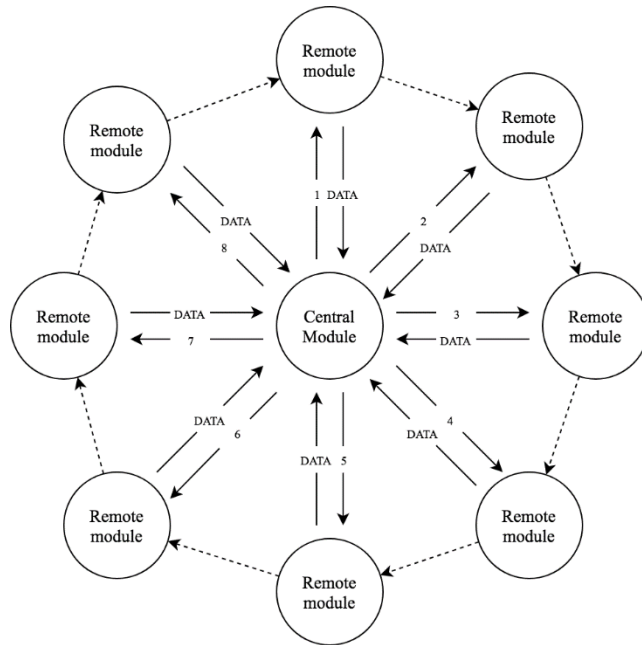 Remote
module
Remote
module
Remote
module
1 DATA
2
DATA
DATA
8
Remote
module
DATA
7
Central
Module
3
DATA
Remote
module
DATA
6
DATA 5
4
DATA
Remote
module
Remote
module
Remote
module